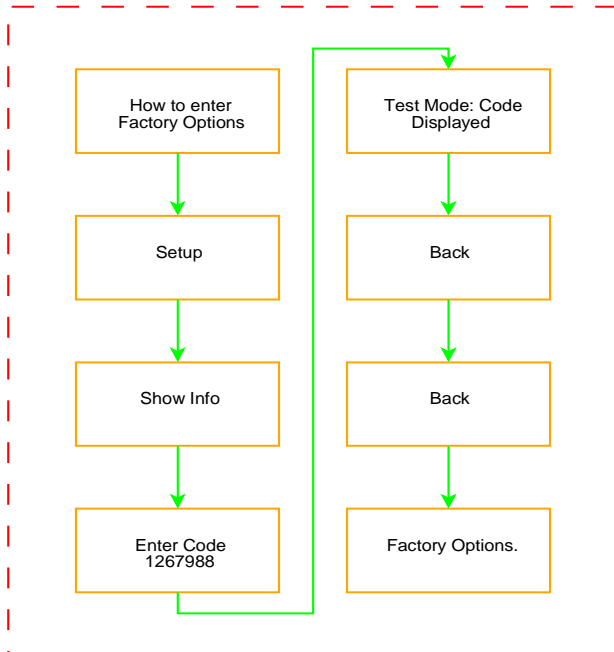 How to enter
Factory Options
Setup
Show Info
Enter Code
1267988
Test Mode: Code
Displayed
Back
Back
Factory Options.